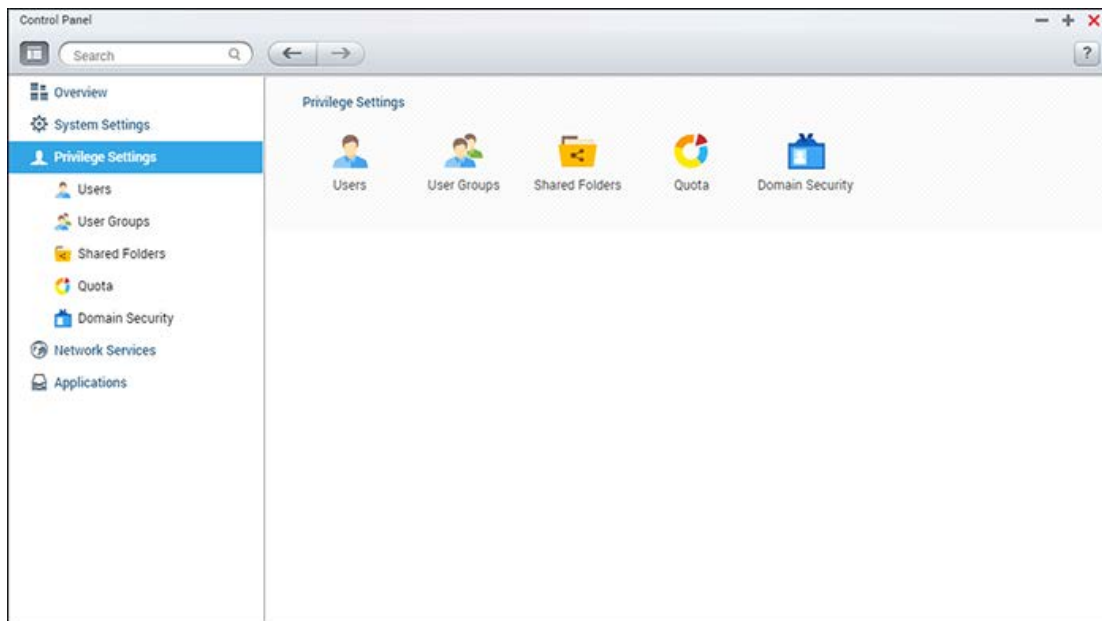 Control Panel
Search
?
Overview
System Settings
Privilege Settings
Users
User Groups
Shared Folders
Quota
Domain Security
Network Services
Applications
Privilege Settings
Users User Groups Shared Folders Quota Domain Security